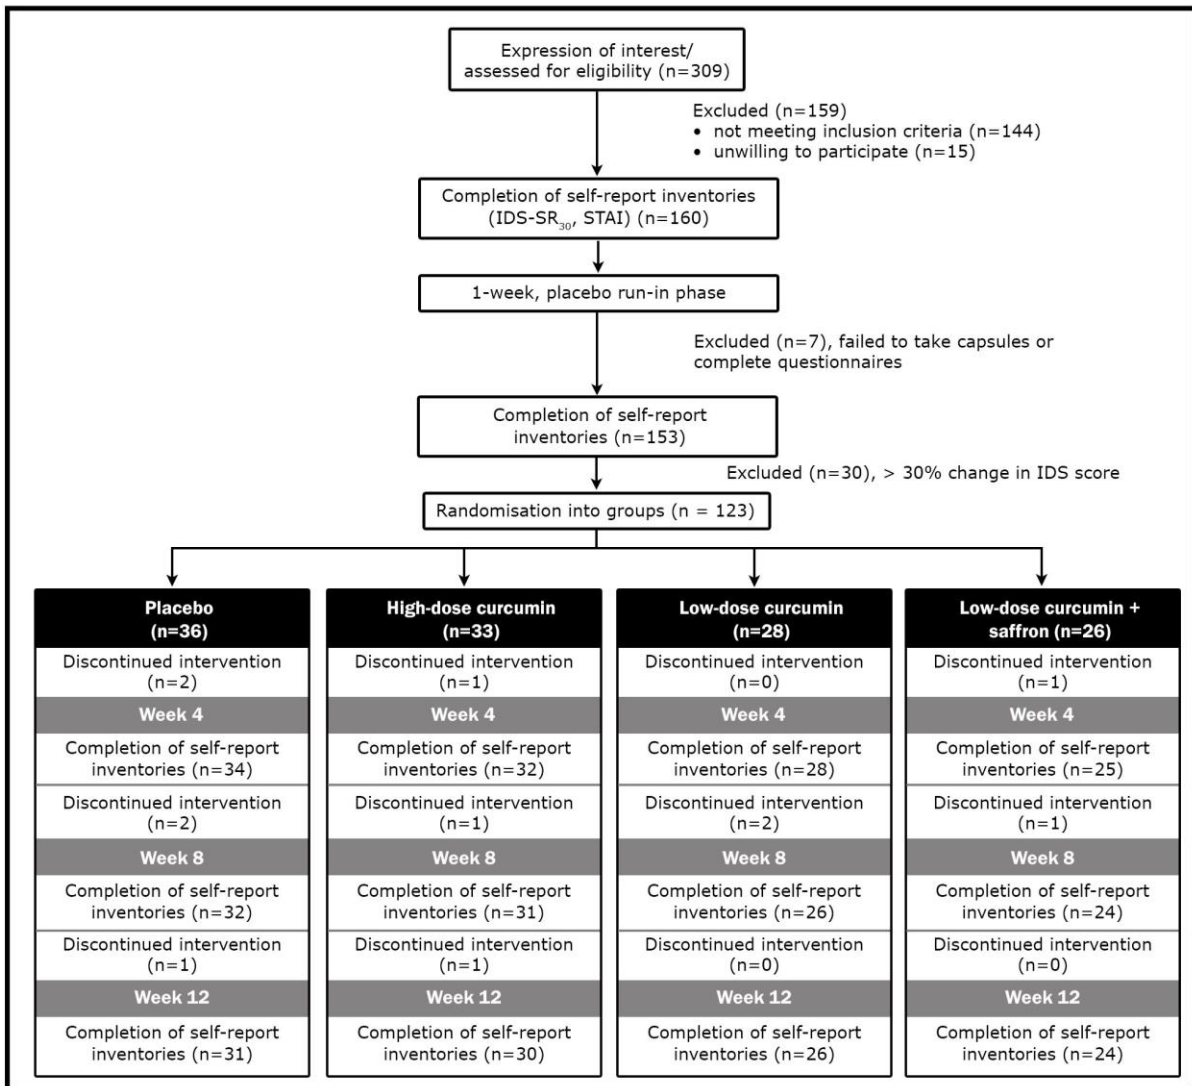 Expression of interest/
assessed for eligibility (n=309)
Excluded (n=159)
• not meeting inclusion criteria (n=144)
• unwilling to participate (n=15)
Completion of self-report inventories
(IDS-SR30, STAI) (n=160)
1-week, placebo run-in phase
Excluded (n=7), failed to take capsules or
complete questionnaires
Completion of self-report
inventories (n=153)
Excluded (n=30), > 30% change in IDS score
Randomisation into groups (n = 123)
Placebo
(n=36)
Discontinued intervention
(n=2)
Week 4
Completion of self-report
inventories (n=34)
Discontinued intervention
(n=2)
Week 8
Completion of self-report
inventories (n=32)
Discontinued intervention
(n=1)
Week 12
Completion of self-report
inventories (n=31)
High-dose curcumin
(n=33)
Discontinued intervention
(n=1)
Week 4
Completion of self-report
inventories (n=32)
Discontinued intervention
(n=1)
Week 8
Completion of self-report
inventories (n=31)
Discontinued intervention
(n=1)
Week 12
Completion of self-report
inventories (n=30)
Low-dose curcumin
(n=28)
Discontinued intervention
(n=0)
Week 4
Completion of self-report
inventories (n=28)
Discontinued intervention
(n=2)
Week 8
Completion of self-report
inventories (n=26)
Discontinued intervention
(n=0)
Week 12
Completion of self-report
inventories (n=26)
Low-dose curcumin +
saffron (n=26)
Discontinued intervention
(n=1)
Week 4
Completion of self-report
inventories (n=25)
Discontinued intervention
(n=1)
Week 8
Completion of self-report
inventories (n=24)
Discontinued intervention
(n=0)
Week 12
Completion of self-report
inventories (n=24)